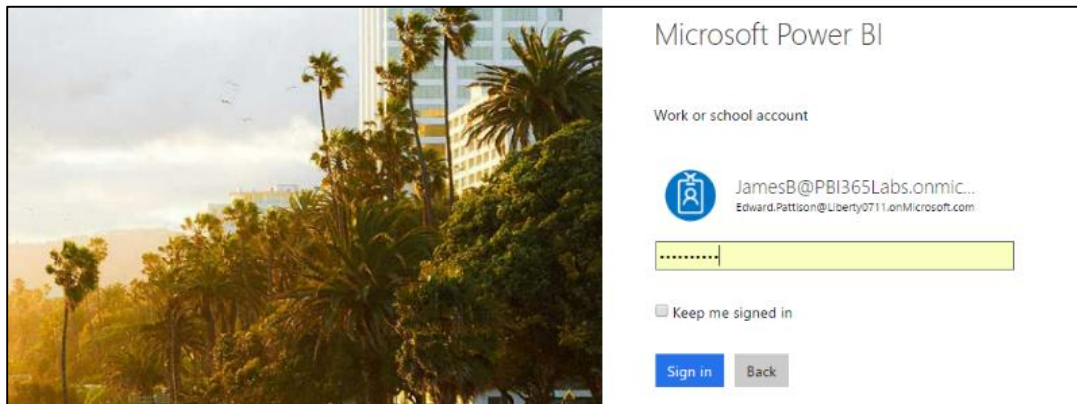 Microsoft Power BI
Work or school account
JamesB@PBI365Labs.onmic...
Edward.Pattison@Liberty0711.onMicrosoft.com
Keep me signed in
Sign in
Back